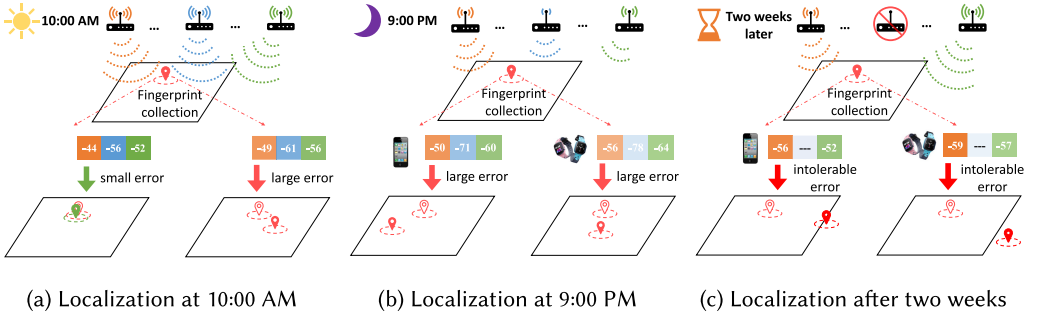 10:00 AM
...
Fingerprint
collection
-44 -56 -52
-49 -61 -56
small error
large error
(a) Localization at 10:00 AM
9:00 PM
...
Fingerprint
collection
-50 -71 -60
-56 -78 -64
large error
large error
(b) Localization at 9:00 PM
Two weeks
later
...
Fingerprint
collection
-56 --- -52
-59 --- -57
intolerable
error
intolerable
error
(c) Localization after two weeks